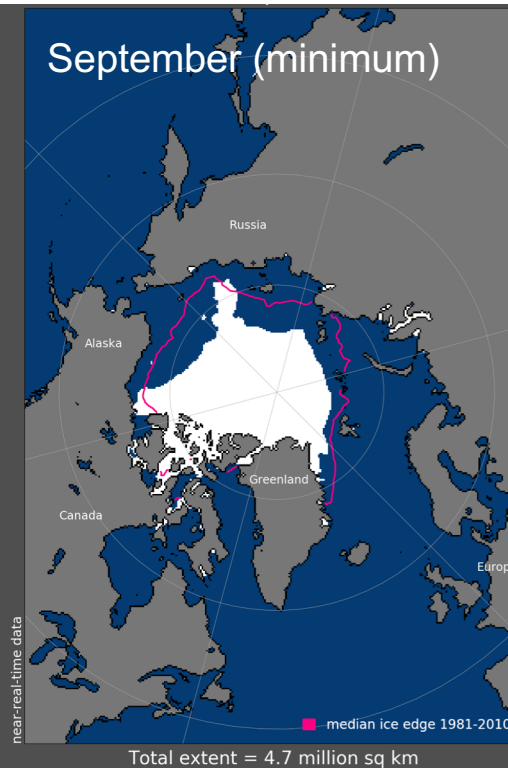 September (minimum)
Russia
Alaska
Greenland
Canada
Europ
near-real-time data
median ice edge 1981-2010
Total extent = 4.7 million sq km